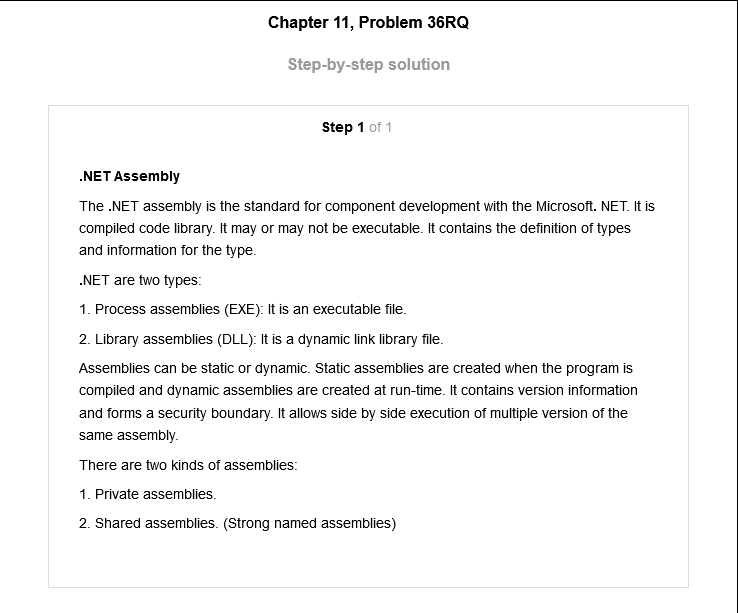 Chapter 11, Problem 36RQ
Step-by-step solution
Step 1 of 1
.NET Assembly
The .NET assembly is the standard for component development with the Microsoft. NET. It is
compiled code library. It may or may not be executable. It contains the definition of types
and information for the type.
.NET are two types:
1. Process assemblies (EXE): It is an executable file.
2. Library assemblies (DLL): It is a dynamic link library file.
Assemblies can be static or dynamic. Static assemblies are created when the program is
compiled and dynamic assemblies are created at run-time. It contains version information
and forms a security boundary. It allows side by side execution of multiple version of the
same assembly.
There are two kinds of assemblies:
1. Private assemblies.
2. Shared assemblies. (Strong named assemblies)